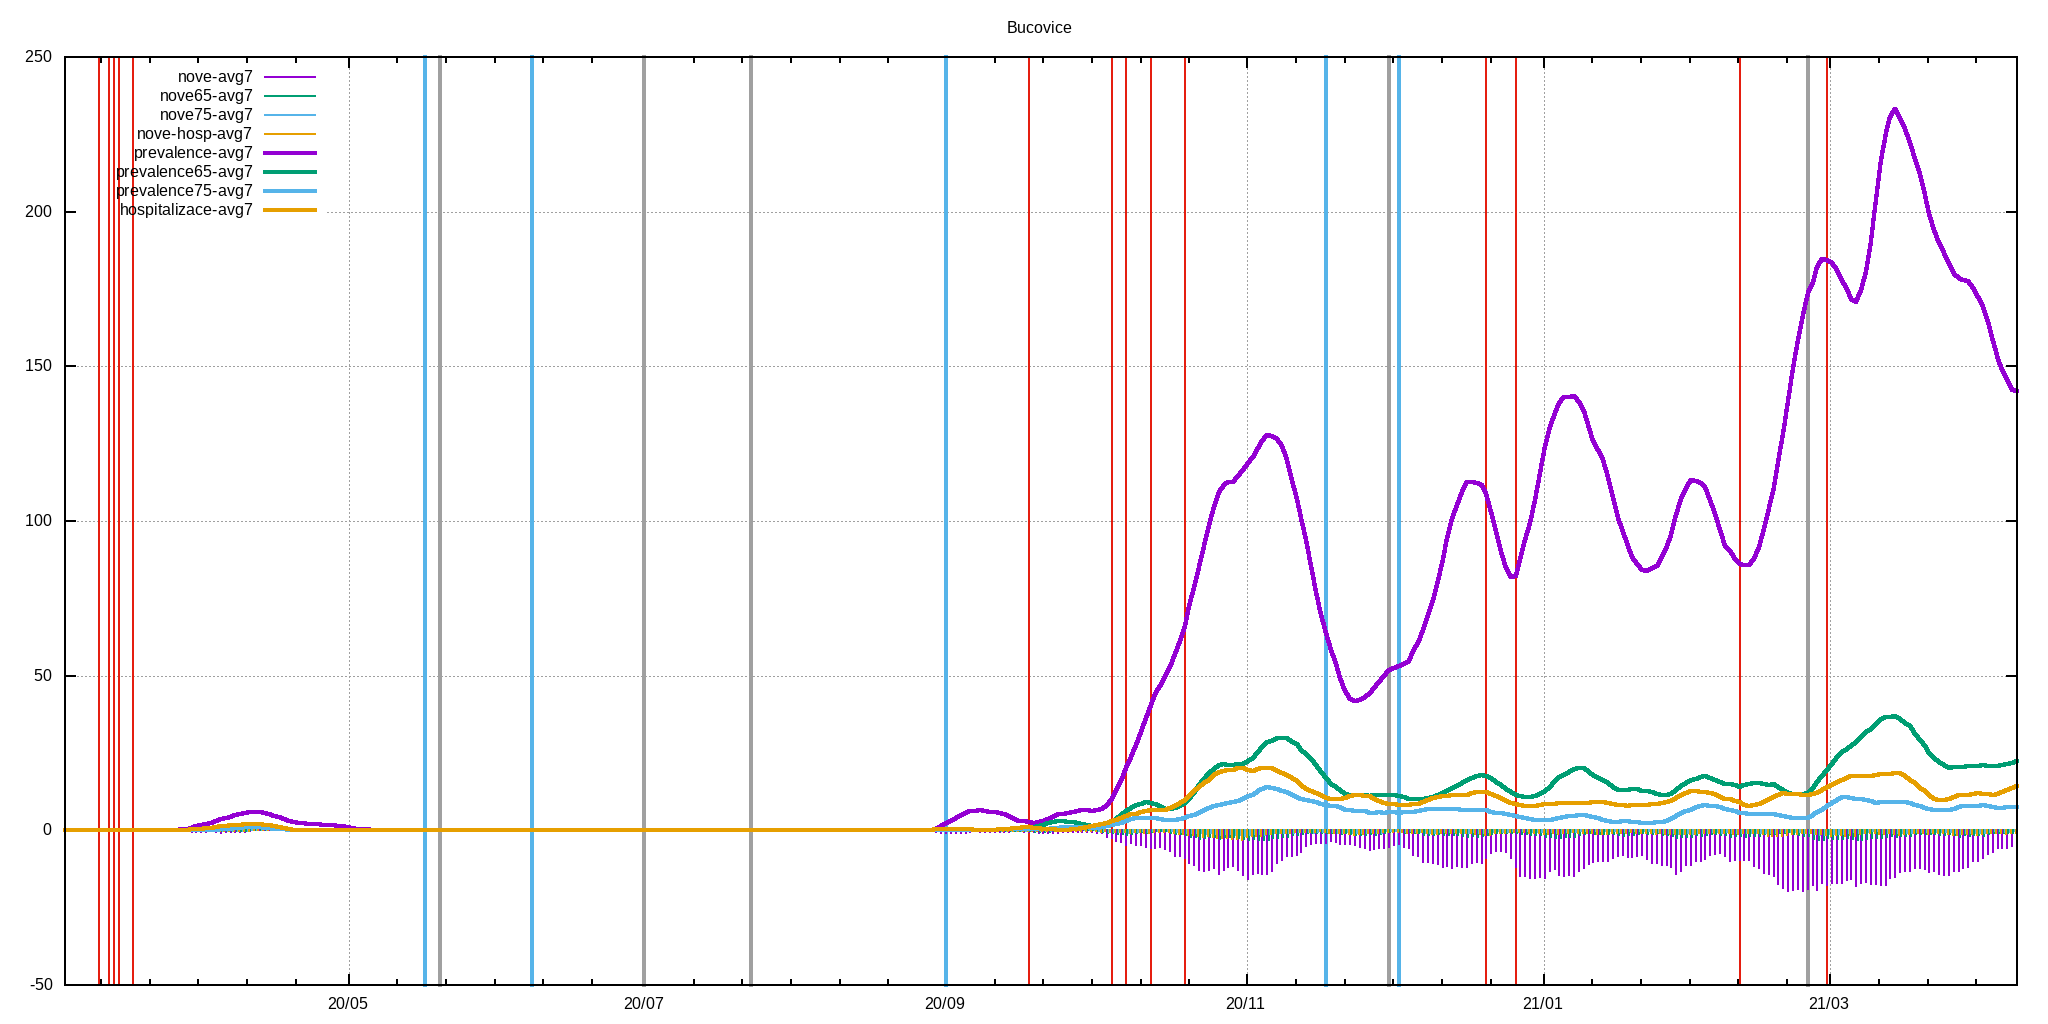 Bucovice
250
nove-avg7
nove65-avg7
nove75-avg7
nove-hosp-avg7
prevalence-avg7
prevalence65-avg7
prevalence75-avg7
hospitalizace-avg7
200
150
100
50
0
-50
20/05 20/07 20/09 20/11 21/01 21/03